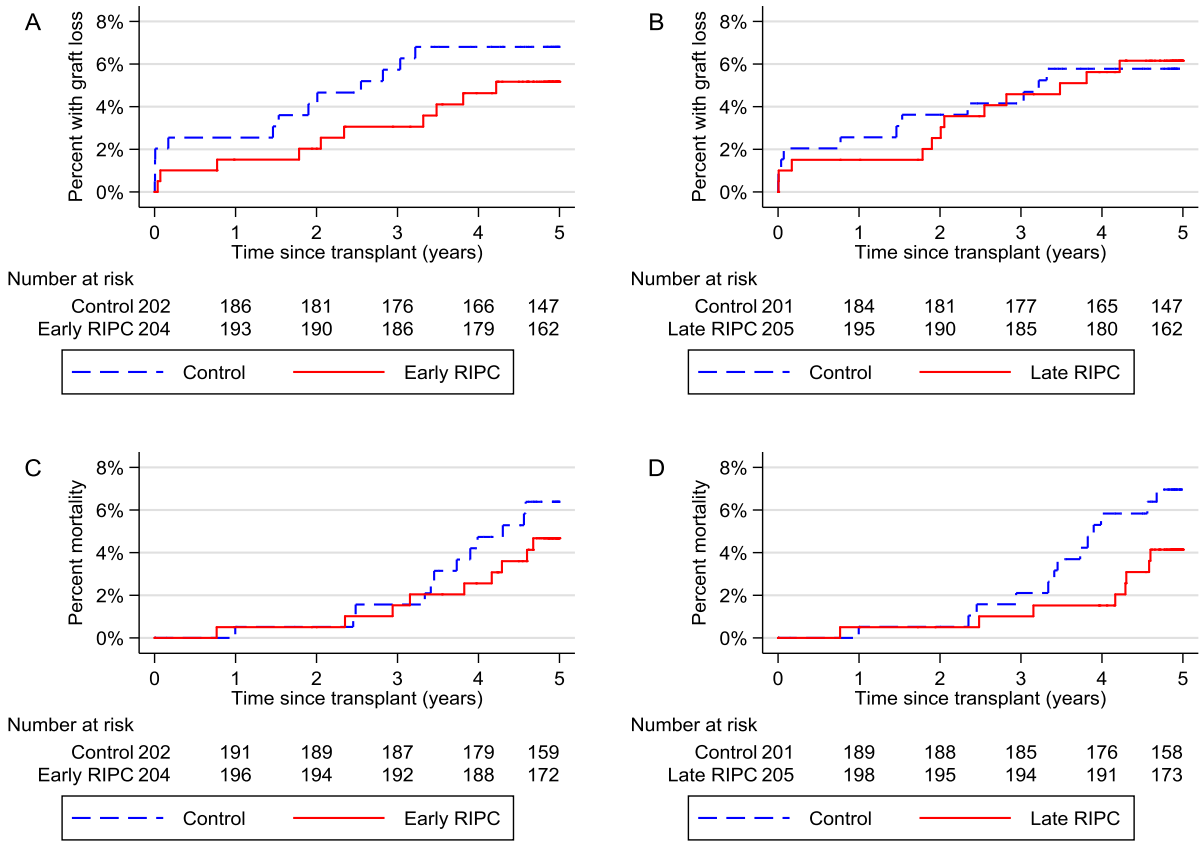 A
B
Percent with graft loss
8%
6%
4%
2%
0%
0 1 2 3 4 5
Time since transplant (years)
Number at risk
Control 202 186 181 176 166 147
Early RIPC 204 193 190 186 179 162
Control Early RIPC
Percent with graft loss
8%
6%
4%
2%
0%
0 1 2 3 4 5
Time since transplant (years)
Number at risk
Control 201 184 181 177 165 147
Late RIPC 205 195 190 185 180 162
Control Late RIPC
C
D
Percent mortality
8%
6%
4%
2%
0%
0 1 2 3 4 5
Time since transplant (years)
Number at risk
Control 202 191 189 187 179 159
Early RIPC 204 196 194 192 188 172
Control Early RIPC
Percent mortality
8%
6%
4%
2%
0%
0 1 2 3 4 5
Time since transplant (years)
Number at risk
Control 201 189 188 185 176 158
Late RIPC 205 198 195 194 191 173
Control Late RIPC